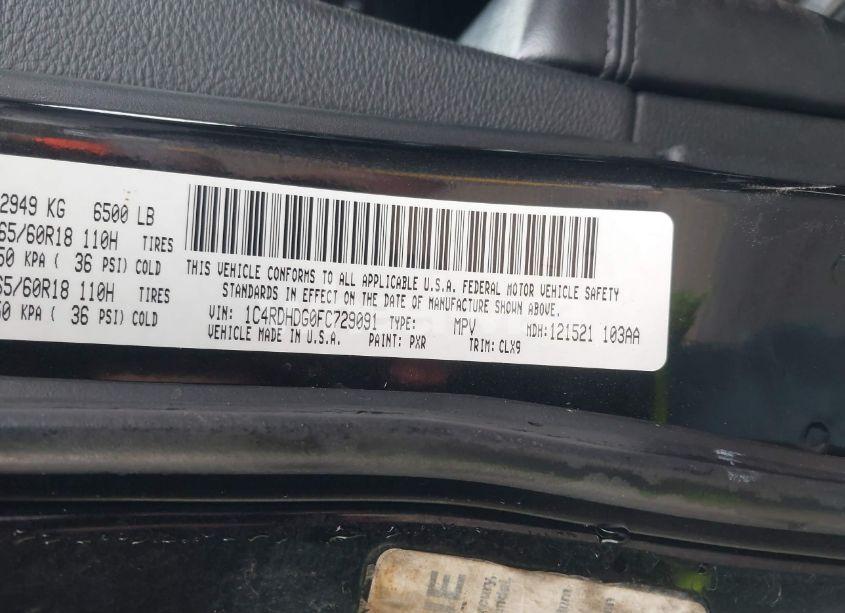 2949 KG 6500 LB
65/60R18 110H TIRES
50 KPA ( 36 PSI) COLD
65/60R18 110H TIRES
50 KPA ( 36 PSI) COLD
THIS VEHICLE CONFORMS TO ALL APPLICABLE U.S.A. FEDERAL MOTOR VEHICLE SAFETY
STANDARDS IN EFFECT ON THE DATE OF MANUFACTURE SHOWN ABOVE.
VIN: 1C4RDHDG0FC729091 TYPE: MPV MDH:121521 103AA
VEHICLE MADE IN U.S.A. PAINT: PXR TRIM: CLX9
NE